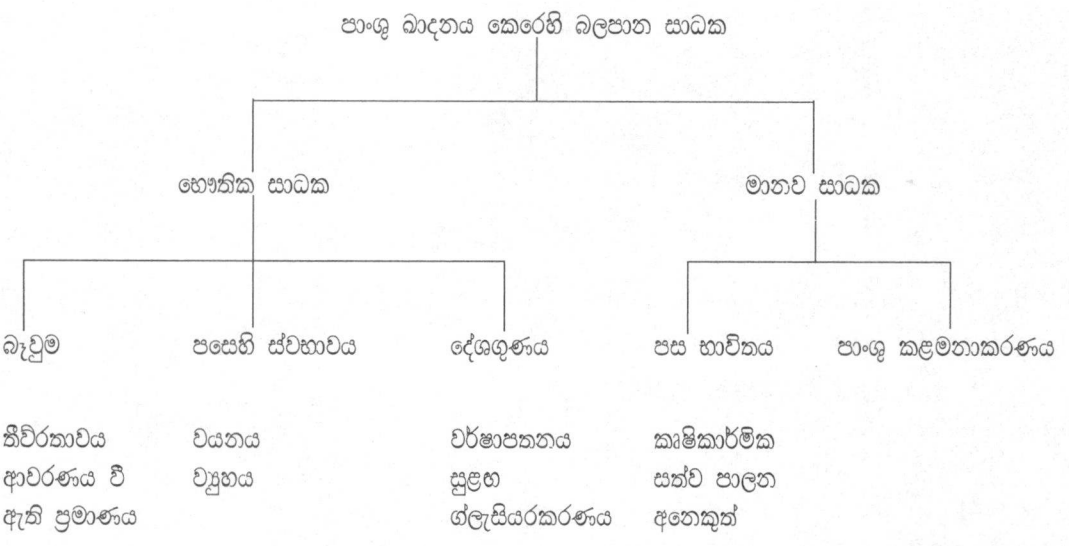 පාංශු ඛාදනය කෙරෙහි බලපාන සාධක
භෞතික සාධක
මානව සාධක
බෑවුම
පසෙහි ස්වභාවය
දේශගුණය
පස භාවිතය
පාංශු කළමනාකරණය
තීව්රතාවය
වයනය
වර්ෂාපතනය
කෘෂිකාර්මික
ආවරණය වී
ව්‍යුහය
සුළඟ
සත්ව පාලන
ඇති ප්‍රමාණය
ග්ලැසියරකරණය
අනෙකුත්